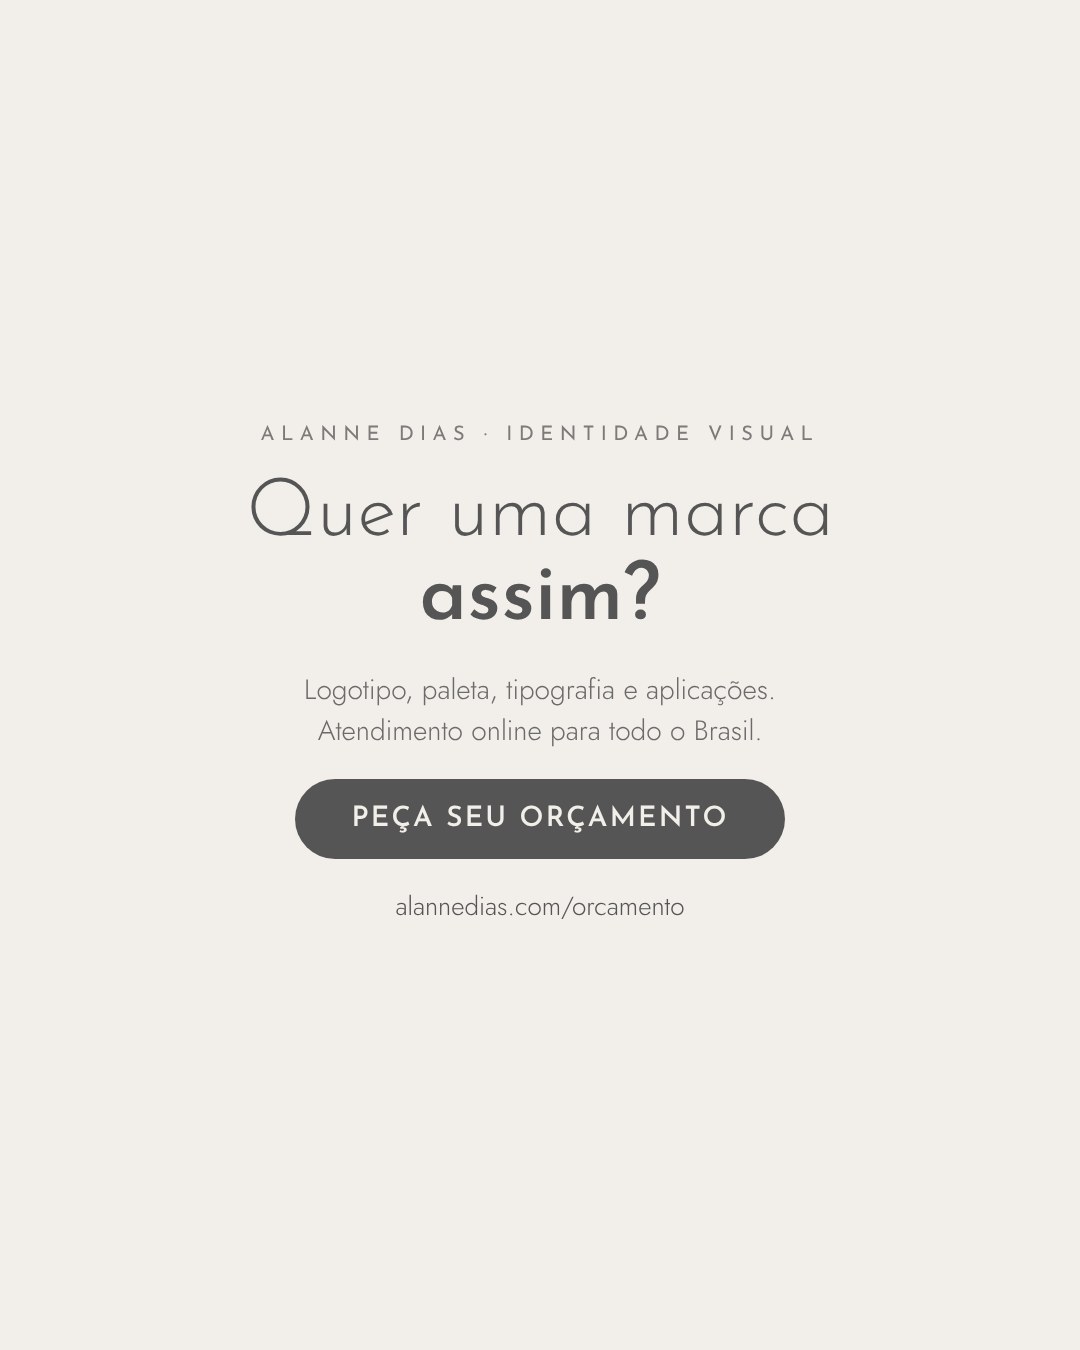 ALANNE DIAS · IDENTIDADE VISUAL
Quer uma marca
assim?
Logotipo, paleta, tipografia e aplicações.
Atendimento online para todo o Brasil.
PEÇA SEU ORÇAMENTO
alannedias.com/orcamento